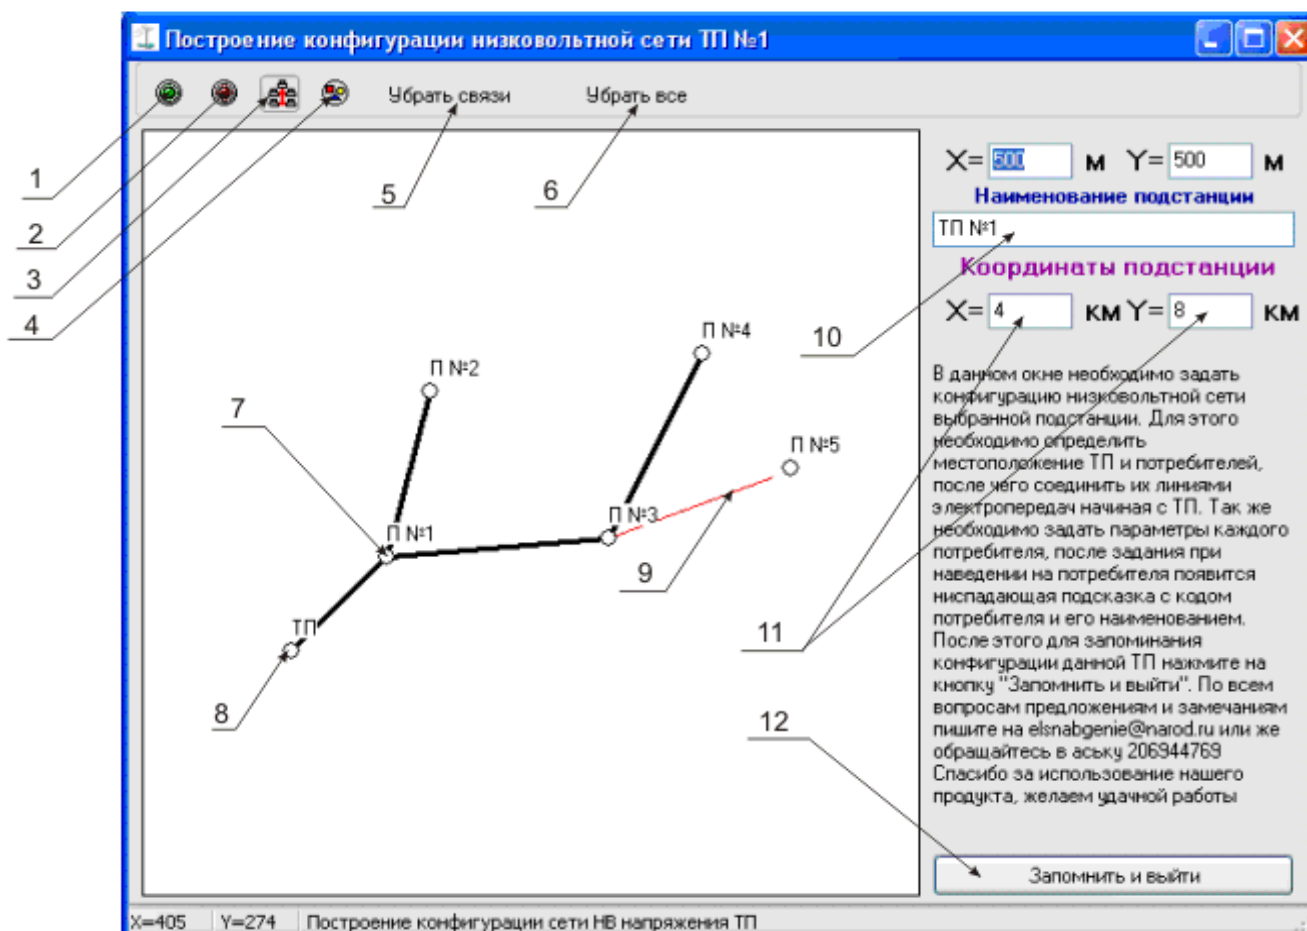 Построение конфигурации низковольтной сети ТП №1
Убрать связи Убрать все
1
2
3
4
5
6
X= 500 м Y= 500 м
Наименование подстанции
ТП №1
Координаты подстанции
X= 4 км Y= 8 км
10
П №4
П №2
7
П №5
П №3
П №1
9
ТП
11
8
12
В данном окне необходимо задать
конфигурацию низковольтной сети
выбранной подстанции. Для этого
необходимо определить
местоположение ТП и потребителей,
после чего соединить их линиями
электропередач начиная с ТП. Так же
необходимо задать параметры каждого
потребителя, после задания при
наведении на потребителя появится
ниспадающая подсказка с кодом
потребителя и его наименованием.
После этого для запоминания
конфигурации данной ТП нажмите на
кнопку "Запомнить и выйти". По всем
вопросам предложениям и замечаниям
пишите на elsnabgenie@narod.ru или же
обращайтесь в аську 206944769
Спасибо за использование нашего
продукта, желаем удачной работы
Запомнить и выйти
X=405 Y=274 Построение конфигурации сети НВ напряжения ТП